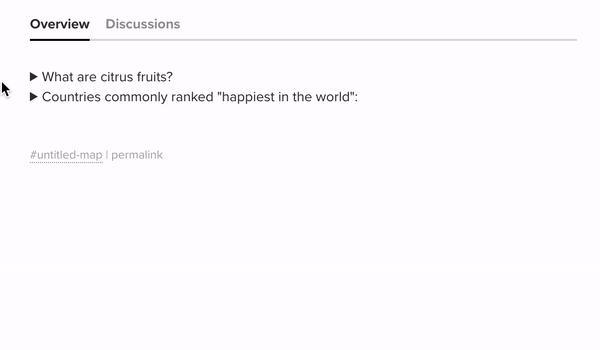 Overview Discussions
What are citrus fruits?
Countries commonly ranked "happiest in the world":
#untitled-map | permalink